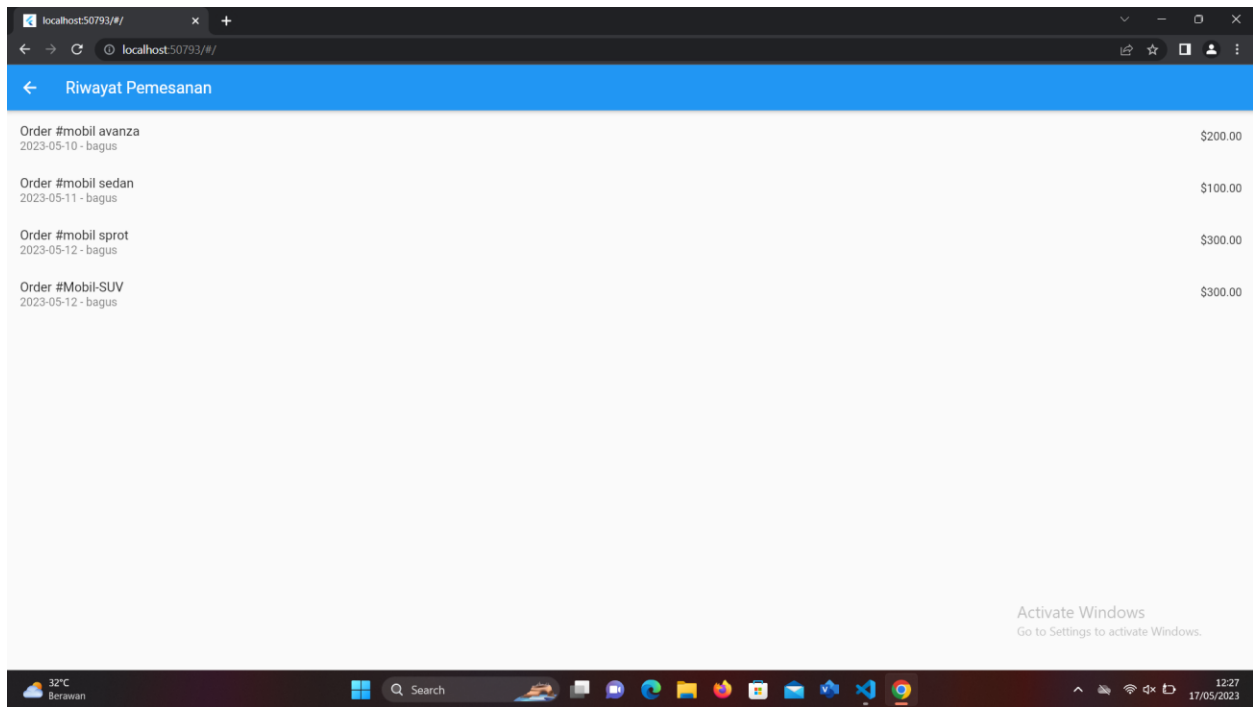 localhost:50793/#/
localhost:50793/#/
Riwayat Pemesanan
Order #mobil avanza
2023-05-10 - bagus
$200.00
Order #mobil sedan
2023-05-11 - bagus
$100.00
Order #mobil sprot
2023-05-12 - bagus
$300.00
Order #Mobil-SUV
2023-05-12 - bagus
$300.00
Activate Windows
Go to Settings to activate Windows.
32°C
Berawan
Search
12:27
17/05/2023